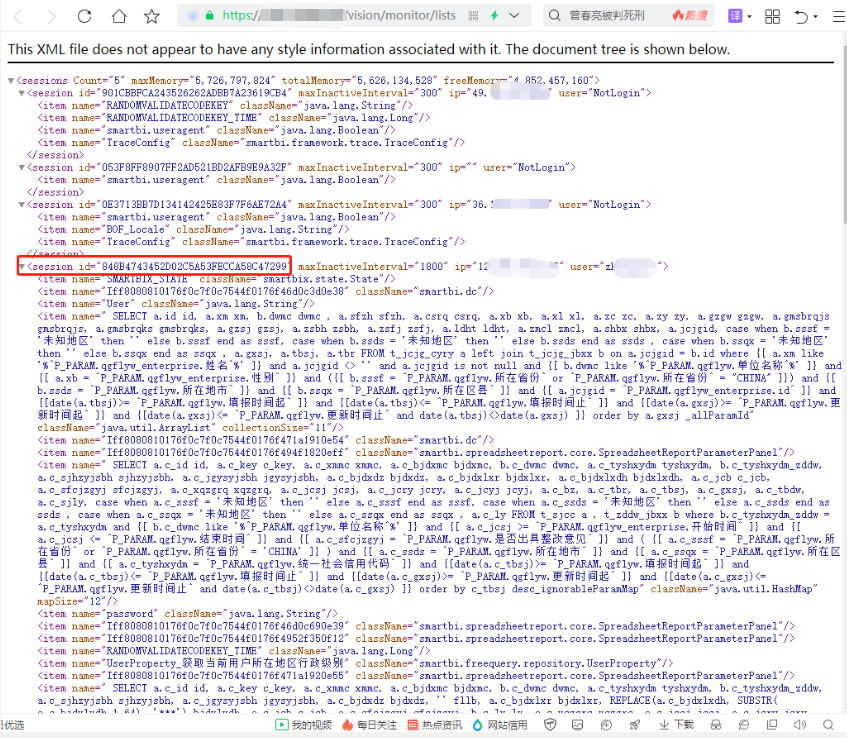 https:// /vision/monitor/lists
曾春亮被判死刑
热搜
译
This XML file does not appear to have any style information associated with it. The document tree is shown below.
▼<sessions Count="5" maxMemory="5,726,797,824" totalMemory="5,626,134,528" freeMemory="4,852,457,160">
▼<session id="901CBBFCA243526262ADBB7A23619CB4" maxInactiveInterval="300" ip="49. " user="NotLogin">
<item name="RANDOMVALIDATECODEKEY" className="java.lang.String"/>
<item name="RANDOMVALIDATECODEKEY_TIME" className="java.lang.Long"/>
<item name="smartbi.useragent" className="java.lang.Boolean"/>
<item name="TraceConfig" className="smartbi.framework.trace.TraceConfig"/>
</session>
▼<session id="053F8FF8907FF2AD521BD2AFB9E9A32F" maxInactiveInterval="300" ip="" user="NotLogin">
<item name="smartbi.useragent" className="java.lang.Boolean"/>
</session>
▼<session id="0E3713BB7D134142425E83F7F6AE72A4" maxInactiveInterval="300" ip="36. " user="NotLogin">
<item name="smartbi.useragent" className="java.lang.Boolean"/>
<item name="BOF_Locale" className="java.lang.String"/>
<item name="TraceConfig" className="smartbi.framework.trace.TraceConfig"/>
</session>
▼<session id="848B4743452D02C5A53FECCA58C47299" maxInactiveInterval="1800" ip="12 5" user="zh ">
<item name="SMARTBIX_STATE" className="smartbix.state.State"/>
<item name="Iff8080810176f0c7f0c7544f0176f46d0c3d0e38" className="smartbi.dc"/>
<item name="User" className="java.lang.String"/>
<item name=" SELECT a.id id, a.xm xm, b.dwmc dwmc , a.sfzh sfzh, a.csrq csrq, a.xb xb, a.xl xl, a.zc zc, a.zy zy, a.gzgw gzgw, a.gmsbrqjs
gmsbrqjs, a.gmsbrqks gmsbrqks, a.gzsj gzsj, a.zsbh zsbh, a.zsfj zsfj, a.ldht ldht, a.zmcl zmcl, a.shbx shbx, a.jcjgid, case when b.sssf =
'未知地区' then '' else b.sssf end as sssf, case when b.ssds = '未知地区' then '' else b.ssds end as ssds , case when b.ssqx = '未知地区'
then '' else b.ssqx end as ssqx , a.gxsj, a.tbsj, a.tbr FROM t_jcjg_cyry a left join t_jcjg_jbxx b on a.jcjgid = b.id where {[ a.xm like
'%^P_PARAM.qgflyw_enterprise.姓名^%' ]} and a.jcjgid <> '' and a.jcjgid is not null and {[ b.dwmc like '%^P_PARAM.qgflyw.单位名称^%' ]} and
{[ a.xb = ^P_PARAM.qgflyw_enterprise.性别^ ]} and ({[ b.sssf = ^P_PARAM.qgflyw.所在省份^ or ^P_PARAM.qgflyw.所在省份^ = "CHINA" ]}) and {[
b.ssds = ^P_PARAM.qgflyw.所在地市^ ]} and {[ b.ssqx = ^P_PARAM.qgflyw.所在区县^ ]} and {[ a.jcjgid = ^P_PARAM.qgflyw_enterprise.id^ ]} and
{[date(a.tbsj)>= ^P_PARAM.qgflyw.填报时间起^ ]} and {[date(a.tbsj)<= ^P_PARAM.qgflyw.填报时间止^ ]} and {[date(a.gxsj)>= ^P_PARAM.qgflyw.更
新时间起^ ]} and {[date(a.gxsj)<= ^P_PARAM.qgflyw.更新时间止^ and date(a.tbsj)<>date(a.gxsj) ]} order by a.gxsj _allParamId"
className="java.util.ArrayList" collectionSize="11"/>
<item name="Iff8080810176f0c7f0c7544f0176f471a1910e54" className="smartbi.dc"/>
<item name="Iff8080810176f0c7f0c7544f0176f494f1820eff" className="smartbi.spreadsheetreport.core.SpreadsheetReportParameterPanel"/>
<item name=" SELECT a.c_id id, a.c_key c_key, a.c_xmmc xmmc, a.c_bjdxmc bjdxmc, b.c_dwmc dwmc, a.c_tyshxydm tyshxydm, b.c_tyshxydm_zddw,
a.c_sjhzyjsbh sjhzyjsbh, a.c_jgysyjsbh jgysyjsbh, a.c_bjdxdz bjdxdz, a.c_bjdxlxr bjdxlxr, a.c_bjdxlxdh bjdxlxdh, a.c_jcb c_jcb,
a.c_sfcjzgyj sfcjzgyj, a.c_xqzgrq xqzgrq, a.c_jcsj jcsj, a.c_jcry jcry, a.c_jcyj jcyj, a.c_bz, a.c_tbr, a.c_tbsj, a.c_gxsj, a.c_tbdw,
a.c_sjly, case when a.c_sssf = '未知地区' then '' else a.c_sssf end as sssf, case when a.c_ssds = '未知地区' then '' else a.c_ssds end as
ssds , case when a.c_ssqx = '未知地区' then '' else a.c_ssqx end as ssqx , a.c_ly FROM t_sjcc a , t_zddw_jbxx b where b.c_tyshxydm_zddw =
a.c_tyshxydm and {[ b.c_dwmc like '%^P_PARAM.qgflyw.单位名称^%' ]} and {[ a.c_jcsj >= ^P_PARAM.qgflyw_enterprise.开始时间^ ]} and {[
a.c_jcsj <= ^P_PARAM.qgflyw.结束时间^ ]} and {[ a.c_sfcjzgyj = ^P_PARAM.qgflyw.是否出具整改意见^ ]} and ( {[ a.c_sssf = ^P_PARAM.qgflyw.所
在省份^ or ^P_PARAM.qgflyw.所在省份^ = 'CHINA' ]} ) and {[ a.c_ssds = ^P_PARAM.qgflyw.所在地市^ ]} and {[ a.c_ssqx = ^P_PARAM.qgflyw.所在区
县^ ]} and {[ a.c_tyshxydm = ^P_PARAM.qgflyw.统一社会信用代码^ ]} and {[date(a.c_tbsj)>= ^P_PARAM.qgflyw.填报时间起^ ]} and
{[date(a.c_tbsj)<= ^P_PARAM.qgflyw.填报时间止^ ]} and {[date(a.c_gxsj)>= ^P_PARAM.qgflyw.更新时间起^ ]} and {[date(a.c_gxsj)<=
^P_PARAM.qgflyw.更新时间止^ and date(a.c_tbsj)<>date(a.c_gxsj) ]} order by c_tbsj desc_ignorableParamMap" className="java.util.HashMap"
mapSize="12"/>
<item name="password" className="java.lang.String"/>
<item name="Iff8080810176f0c7f0c7544f0176f46d0c690e39" className="smartbi.spreadsheetreport.core.SpreadsheetReportParameterPanel"/>
<item name="Iff8080810176f0c7f0c7544f0176f4952f350f12" className="smartbi.spreadsheetreport.core.SpreadsheetReportParameterPanel"/>
<item name="RANDOMVALIDATECODEKEY_TIME" className="java.lang.Long"/>
<item name="UserProperty_获取当前用户所在地区行政级别" className="smartbi.freequery.repository.UserProperty"/>
<item name="Iff8080810176f0c7f0c7544f0176f471a1920e55" className="smartbi.spreadsheetreport.core.SpreadsheetReportParameterPanel"/>
<item name=" SELECT a.c_id id, a.c_key c_key, a.c_xmmc xmmc, a.c_bjdxmc bjdxmc, b.c_dwmc dwmc, a.c_tyshxydm tyshxydm, b.c_tyshxydm_zddw,
a.c_sjhzyjsbh sjhzyjsbh, a.c_jgysyjsbh jgysyjsbh, a.c_bjdxdz bjdxdz, '' fllb, a.c_bjdxlxr bjdxlxr, REPLACE(a.c_bjdxlxdh, SUBSTR(
优选 我的视频 每日关注 热点资讯 网站信用 下载